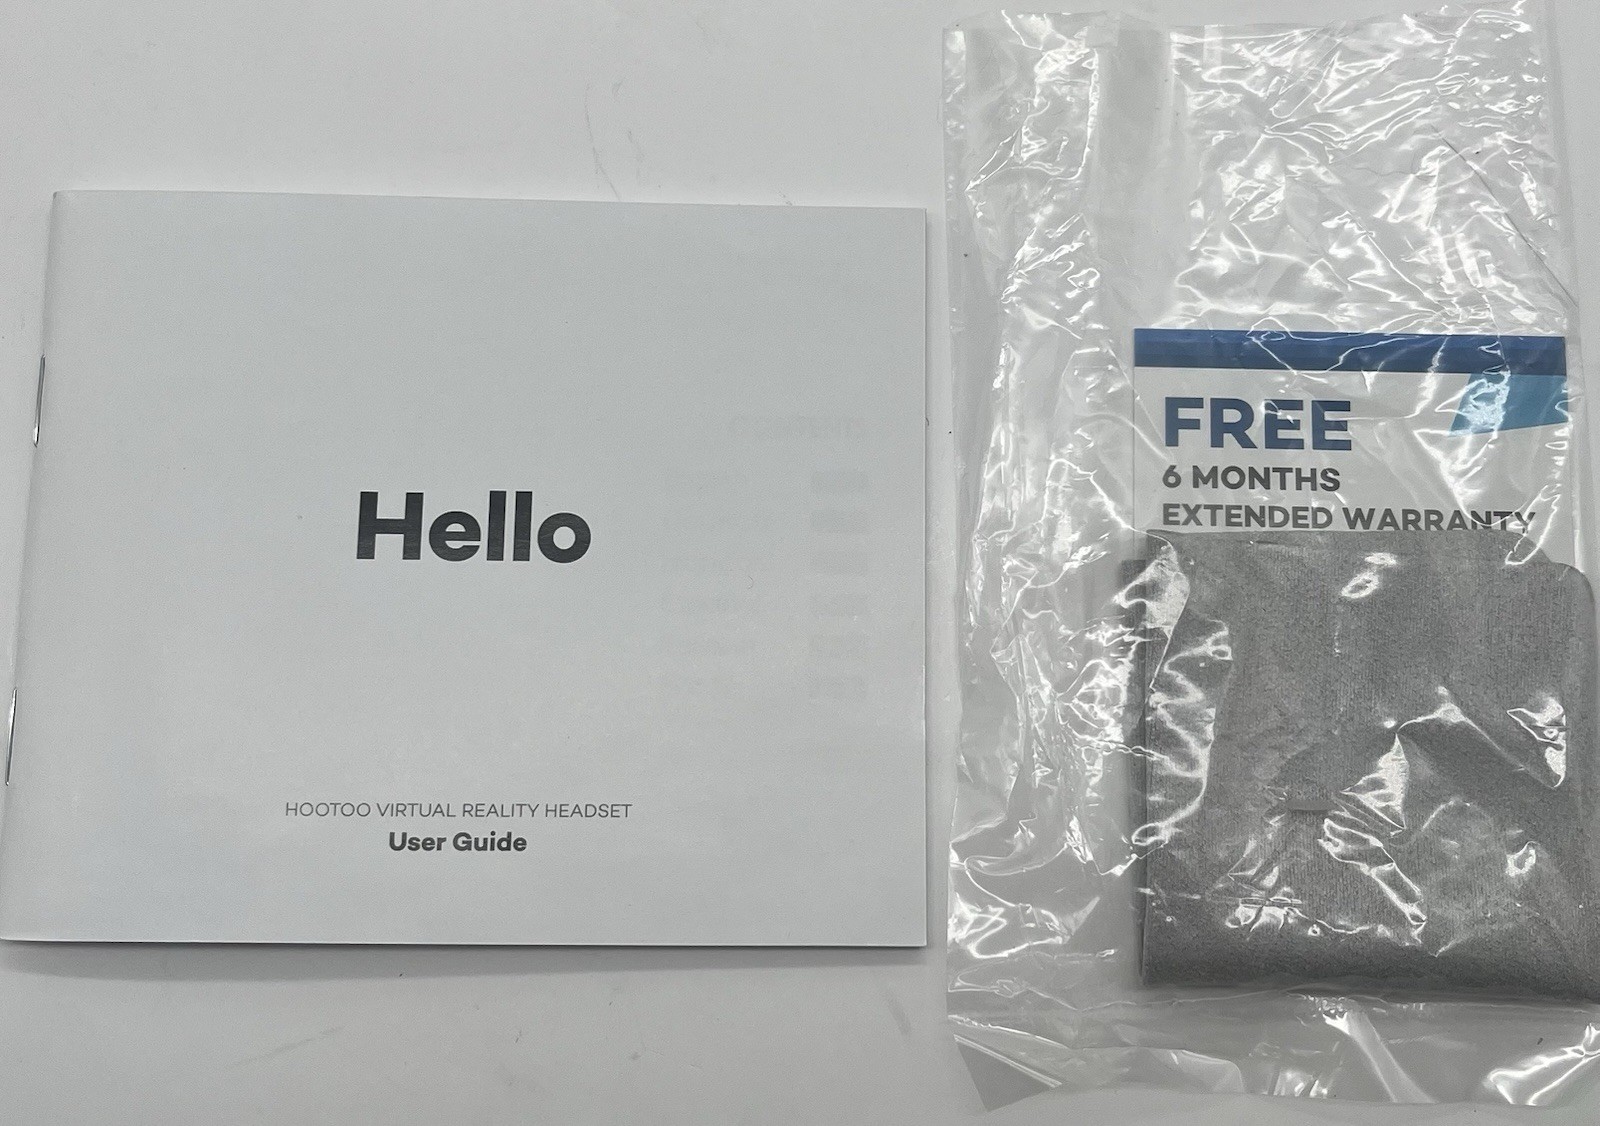 Hello
HOOTOO VIRTUAL REALITY HEADSET
User Guide
FREE
6 MONTHS
EXTENDED WARRANTY